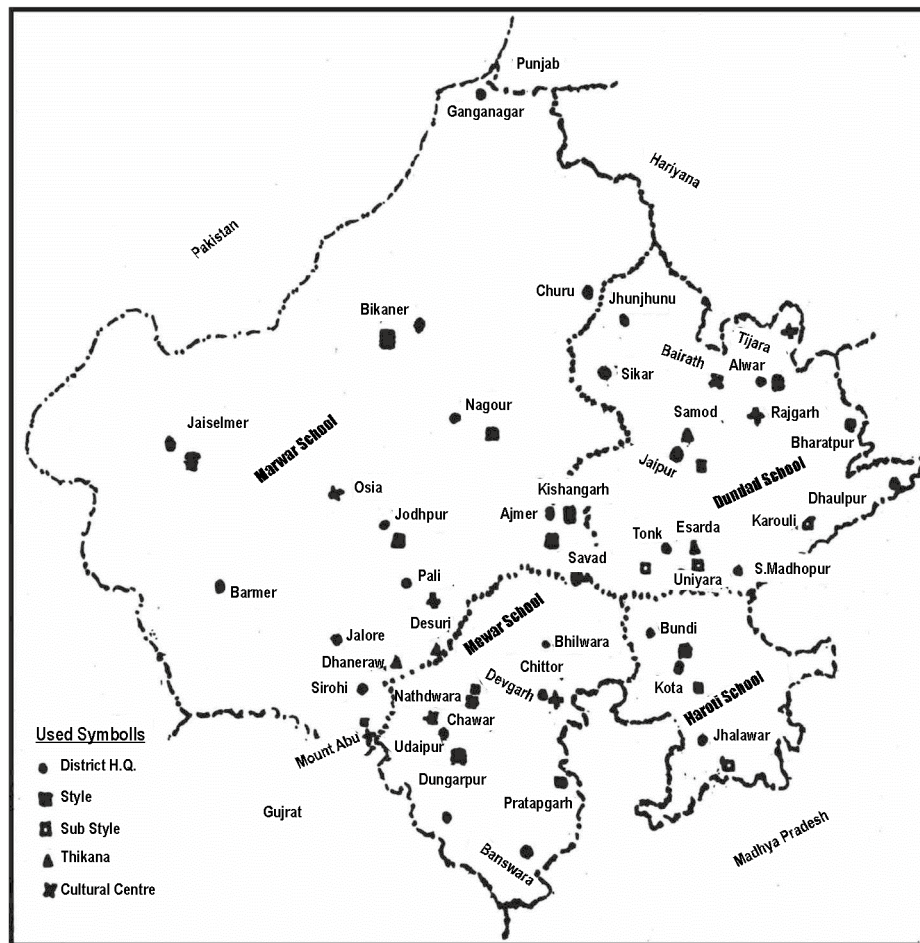 Punjab
Ganganagar
Hariyana
Pakistan
Churu
Jhunjhunu
Bikaner
Tijara
Bairath
Alwar
Sikar
Nagour
Samod
Rajgarh
Jaiselmer
Marwar School
Bharatpur
Jaipur
Dundad School
Osia
Kishangarh
Dhaulpur
Jodhpur
Ajmer
Karouli
Tonk
Esarda
Savad
Pali
Uniyara
S.Madhopur
Barmer
Desuri
Mewar School
Jalore
Bhilwara
Bundi
Dhaneraw
Chittor
Sirohi
Nathdwara
Devgarh
Kota
Haroti School
Chawar
Used Symbolls
Mount Abu
Udaipur
Jhalawar
District H.Q.
Dungarpur
Style
Pratapgarh
Gujrat
Sub Style
Madhya Pradesh
Thikana
Banswara
Cultural Centre